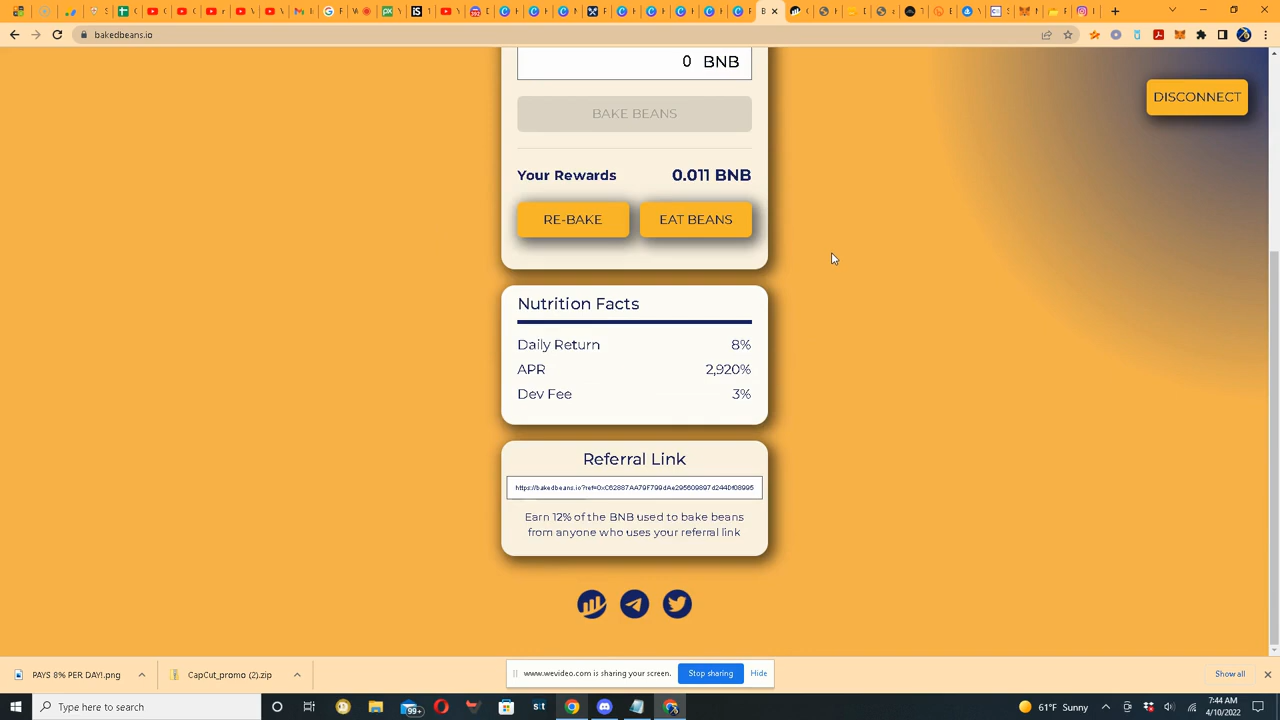 bakedbeans.io
0 BNB
DISCONNECT
BAKE BEANS
Your Rewards 0.011 BNB
RE-BAKE EAT BEANS
Nutrition Facts
Daily Return 8%
APR 2,920%
Dev Fee 3%
Referral Link
Earn 12% of the BNB used to bake beans
from anyone who uses your referral link
PAYS 8% PER DAY!.png
CapCut_promo (2).zip
www.wevideo.com is sharing your screen.
Stop sharing
Hide
Show all
Type here to search
99+
61°F Sunny
7:44 AM
4/10/2022